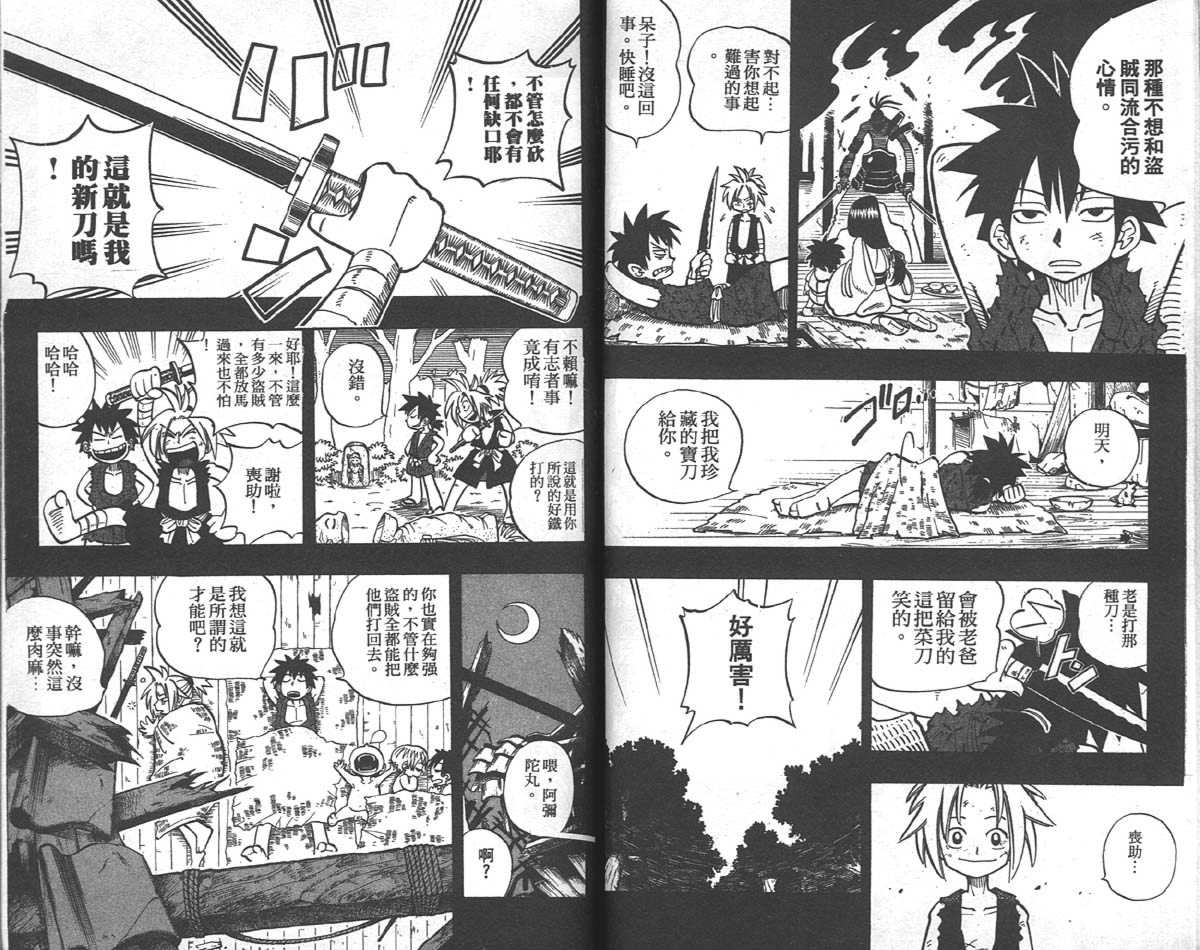 那種不想和盜
賊同流合污的
心情。
對不起…
害你想起
難過的事
。
呆子！沒這回
事。快睡吧。
明天，
我把我珍
藏的寶刀
給你。
老是打那
種刀…
會被老爸
留給我的
這把菜刀
笑的。
喪助…
好厲害！
不管怎麼砍
，都不會有
任何缺口耶
！
這就是我
的新刀嗎
！
不賴嘛！
有志者事
竟成唷！
這就是用你
所說的好鐵
打的？
沒錯。
好耶！這麼
一來，不管
有多少盜賊
，全都放馬
過來也不怕
！
謝啦，
喪助！
哈哈
哈哈！
喂，阿彌
陀丸。
啊？
你也實在夠強
的，不管什麼
盜賊全都能把
他們打回去。
我想這就
是所謂的
才能吧？
幹嘛，沒
事突然這
麼肉麻…